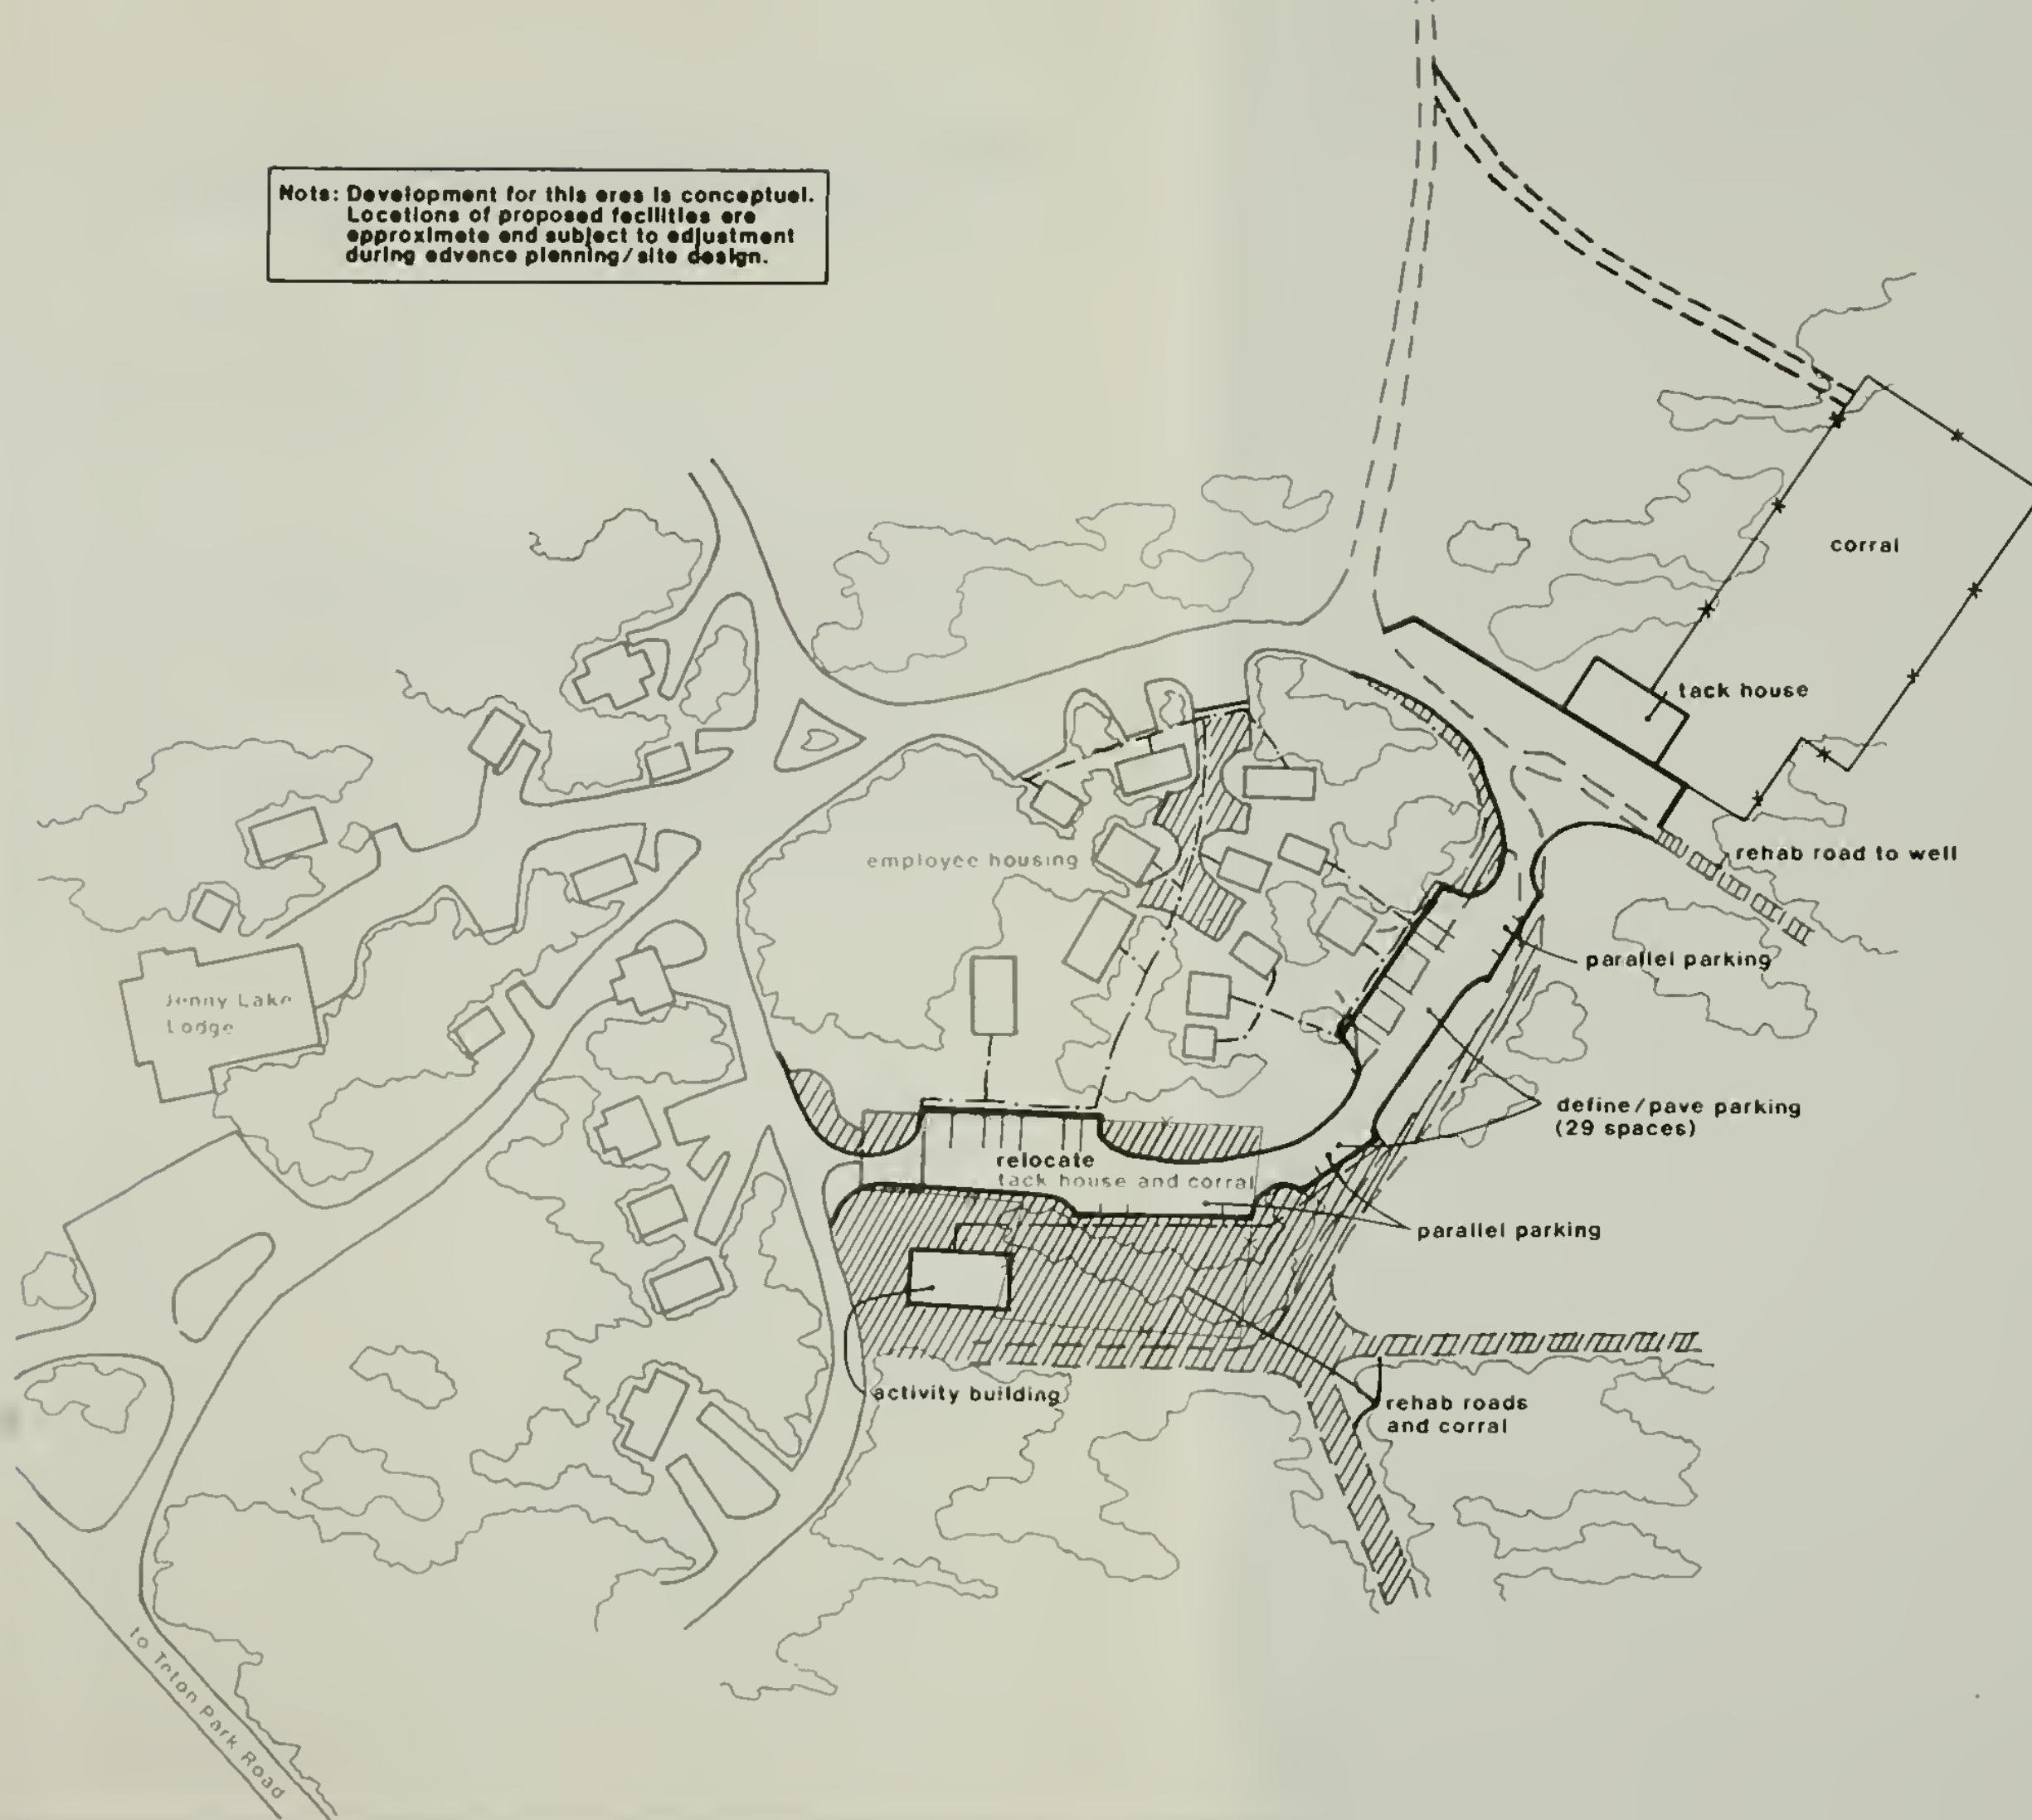 Note: Development for this area is conceptual.
Locations of proposed facilities are
approximate and subject to adjustment
during advance planning/site design.
corral
tack house
employee housing
rehab road to well
parallel parking
Jenny Lake
Lodge
define/pave parking
(29 spaces)
relocate
tack house and corral
parallel parking
activity building
rehab roads
and corral
to Teton Park Road